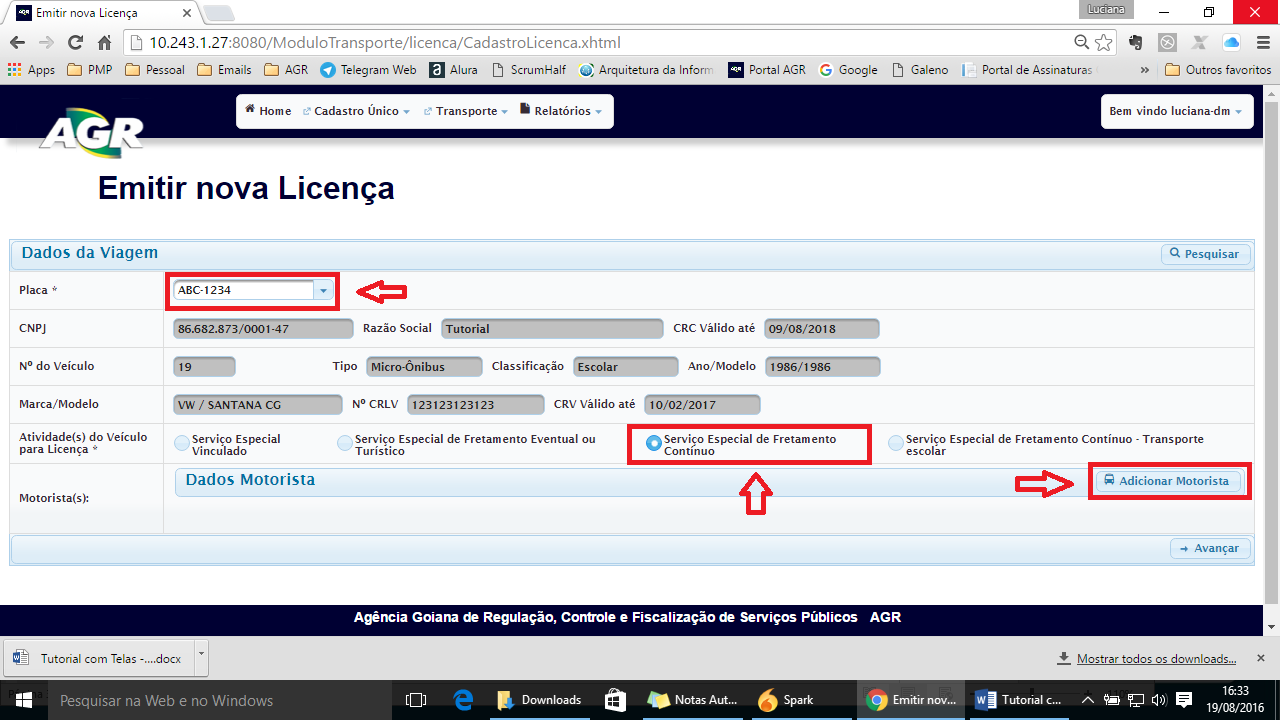 Emitir nova Licença
Luciana
10.243.1.27:8080/ModuloTransporte/licenca/CadastroLicenca.xhtml
Apps PMP Pessoal Emails AGR Telegram Web Alura ScrumHalf Arquitetura da Inform Portal AGR Google Galeno Portal de Assinaturas » Outros favoritos
AGR
Home Cadastro Único Transporte Relatórios
Bem vindo luciana-dm
Emitir nova Licença
Dados da Viagem
Pesquisar
Placa * ABC-1234
CNPJ 86.682.873/0001-47 Razão Social Tutorial CRC Válido até 09/08/2018
Nº do Veículo 19 Tipo Micro-Ônibus Classificação Escolar Ano/Modelo 1986/1986
Marca/Modelo VW / SANTANA CG Nº CRLV 123123123123 CRV Válido até 10/02/2017
Atividade(s) do Veículo
para Licença *
Serviço Especial
Vinculado
Serviço Especial de Fretamento Eventual ou
Turístico
Serviço Especial de Fretamento
Contínuo
Serviço Especial de Fretamento Contínuo - Transporte
escolar
Motorista(s):
Dados Motorista
Adicionar Motorista
Avançar
Agência Goiana de Regulação, Controle e Fiscalização de Serviços Públicos AGR
Tutorial com Telas -....docx
Mostrar todos os downloads...
Pesquisar na Web e no Windows
Downloads
Notas Aut...
Spark
Emitir nov...
Tutorial c...
16:33
19/08/2016